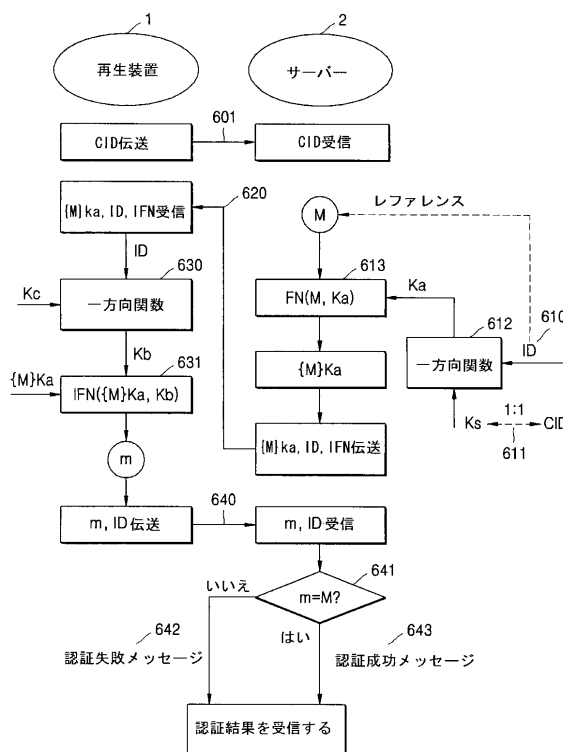 1
2
再生装置
サーバー
CID伝送
601
CID受信
{M}ka, ID, IFN受信
620
M
レファレンス
ID
630
Kc
一方向関数
613
FN(M, Ka)
Ka
612
610
ID
一方向関数
Kb
631
{M}Ka
IFN({M}Ka, Kb)
{M}Ka
Ks
1:1
CID
611
m
{M}ka, ID, IFN伝送
m, ID伝送
640
m, ID受信
641
m=M?
いいえ
はい
642
認証失敗メッセージ
643
認証成功メッセージ
認証結果を受信する